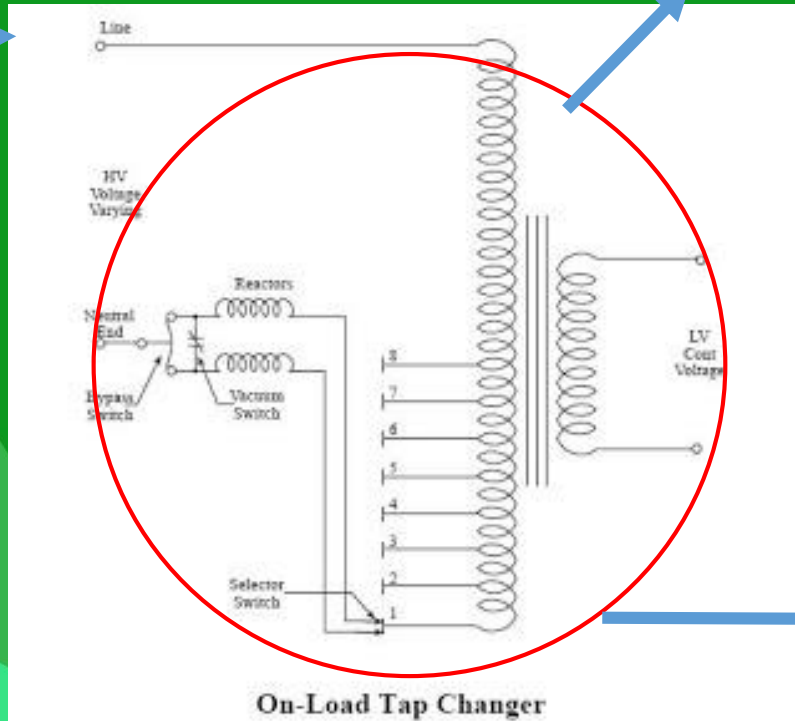 Line
HV
Voltage
Varying
Reactors
Neutral
End
Bypass
Switch
Vacuum
Switch
8
7
6
5
4
3
2
1
Selector
Switch
LV
Cont
Voltage
On-Load Tap Changer